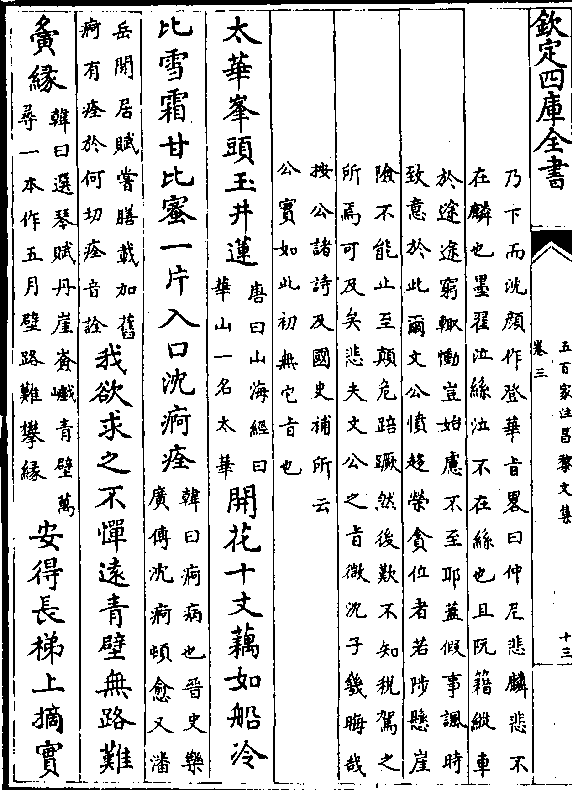 欽定四庫全書
五百家注昌黎文集
卷三
十三
乃下而沈顔作登華㫖畧曰仲尼悲麟悲不
在麟也墨翟泣絲泣不在絲也且阮籍縱車
於途途窮輒慟豈始慮不至耶蓋假事諷時
致意於此爾文公憤趨榮貪位者若陟懸崖
險不能止至顛危踣蹶然後歎不知稅駕之
所焉可及矣悲夫文公之㫖微沈子幾晦哉
按公諸詩及國史補所云
公實如此初無它㫖也
太華峯頭玉井蓮
唐曰山海經曰
華山一名太華
開花十丈藕如船冷
比雪霜甘比蜜一片入口沈痾痊
韓曰痾病也晉史樂
廣傳沈痾頓愈又潘
岳閒居賦嘗膳載加舊
痾有痊於何切痊音詮
我欲求之不憚遠青壁無路難
夤縁
韓曰選琴賦丹崖嶮巇青壁萬
尋一本作五月壁路難攀縁
安得長梯上摘實